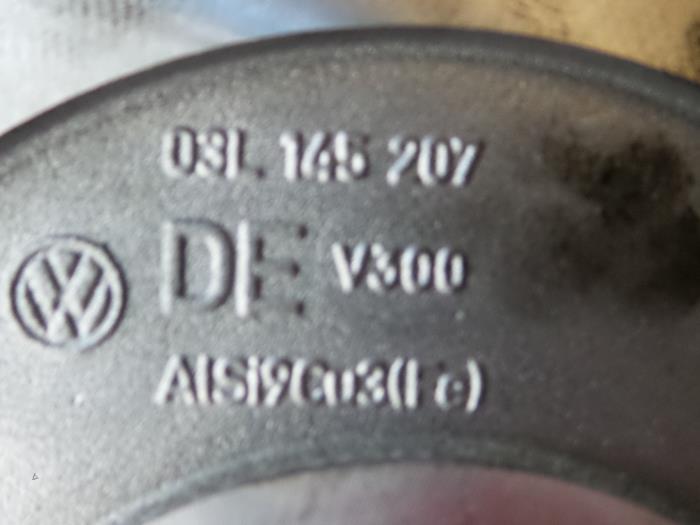 03L 145 207
DE V300
AlSi9Cu3(Fe)